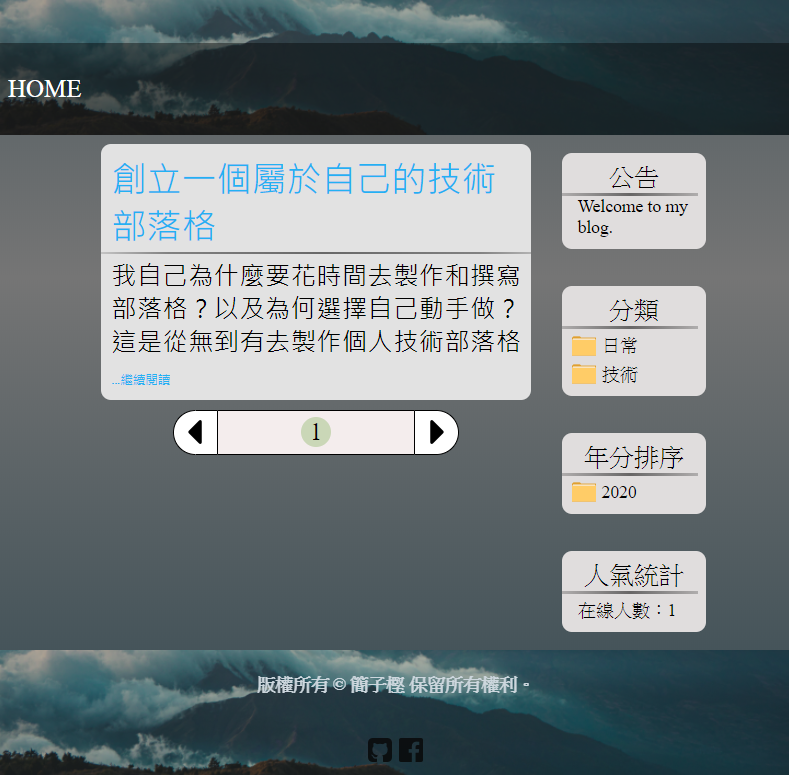 HOME
創立一個屬於自己的技術
部落格
我自己為什麼要花時間去製作和撰寫
部落格？以及為何選擇自己動手做？
這是從無到有去製作個人技術部落格
...繼續閱讀
1
公告
Welcome to my
blog.
分類
日常
技術
年分排序
2020
人氣統計
在線人數：1
版權所有 © 簡子樫 保留所有權利。